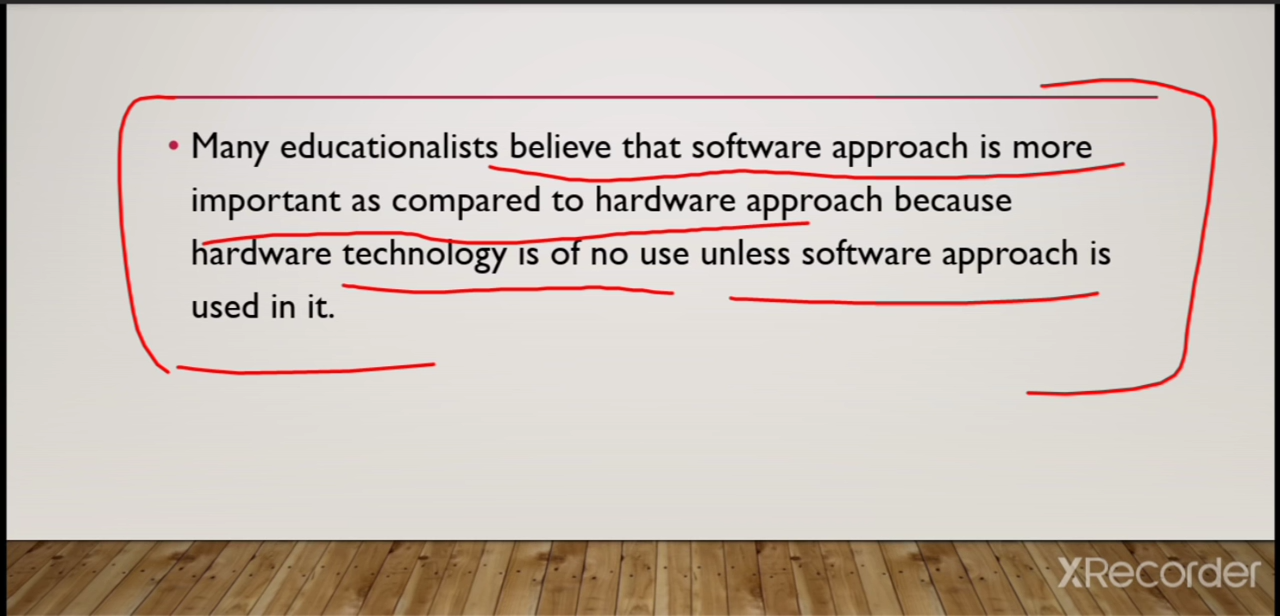 • Many educationalists believe that software approach is more
important as compared to hardware approach because
hardware technology is of no use unless software approach is
used in it.
XRecorder